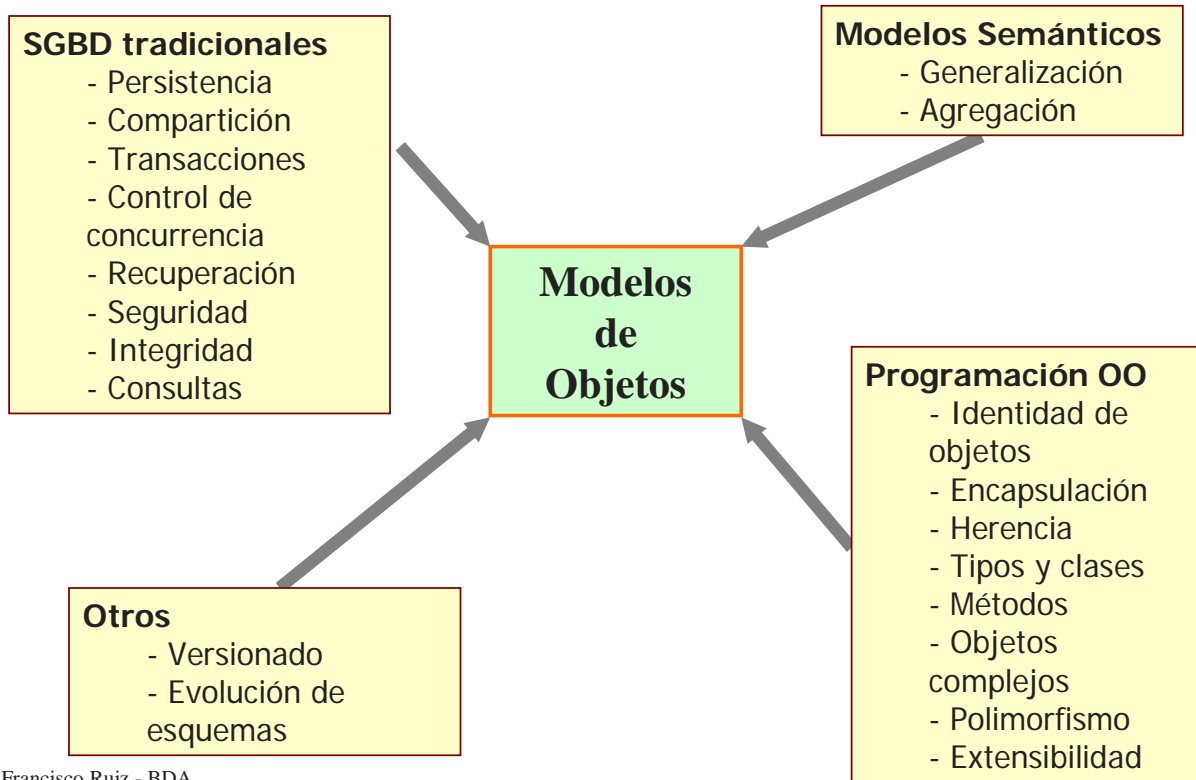 SGBD tradicionales
- Persistencia
- Compartición
- Transacciones
- Control de
concurrencia
- Recuperación
- Seguridad
- Integridad
- Consultas
Modelos Semánticos
- Generalización
- Agregación
Modelos
de
Objetos
Programación OO
- Identidad de
objetos
- Encapsulación
- Herencia
- Tipos y clases
- Métodos
- Objetos
complejos
- Polimorfismo
- Extensibilidad
Otros
- Versionado
- Evolución de
esquemas
Francisco Ruiz - BDA